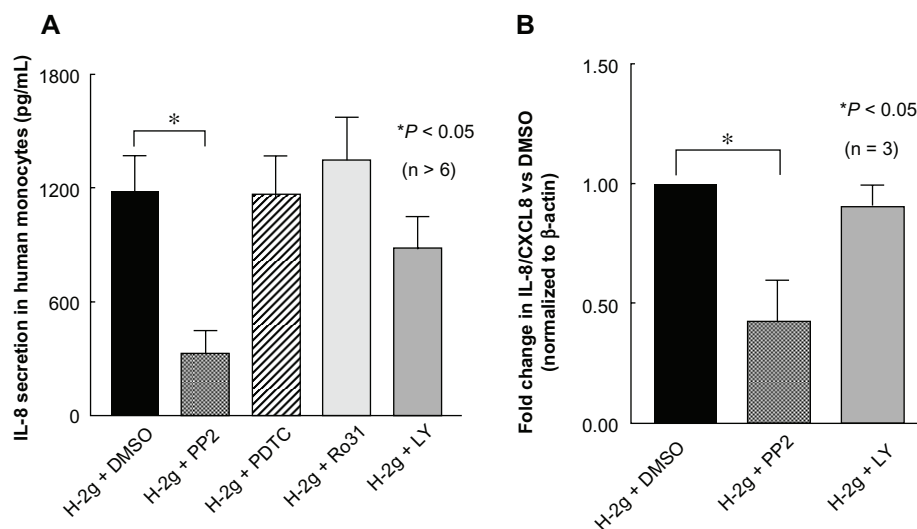 A
IL-8 secretion in human monocytes (pg/mL)
1800
1200
600
0
*
*P < 0.05
(n > 6)
H-2g + DMSO
H-2g + PP2
H-2g + PDTC
H-2g + Ro31
H-2g + LY
B
Fold change in IL-8/CXCL8 vs DMSO
(normalized to β-actin)
1.50
1.00
0.50
0.00
*
*P < 0.05
(n = 3)
H-2g + DMSO
H-2g + PP2
H-2g + LY